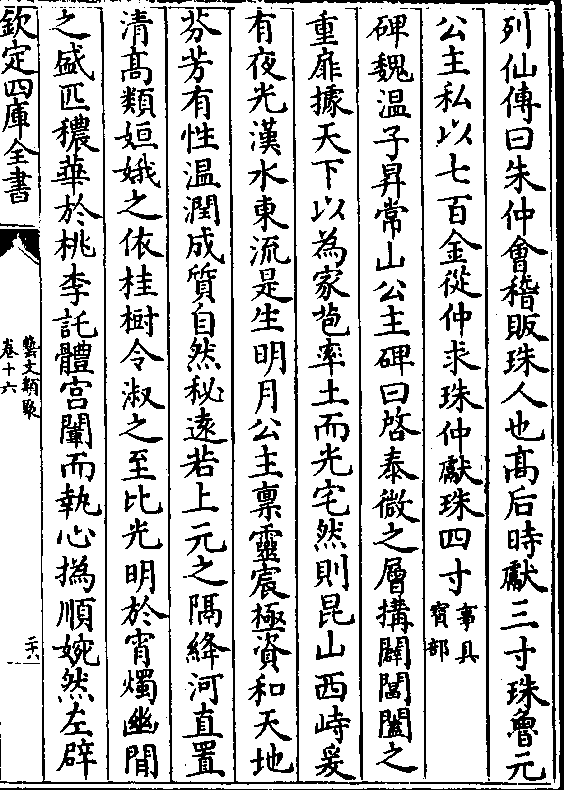 列仙傳曰朱仲會稽販珠人也髙后時獻三寸珠魯元
公主私以七百金從仲求珠仲獻珠四寸事具寳部
碑魏温子昇常山公主碑曰啓泰微之層搆闢閶闔之
重扉據天下以為家苞率土而光宅然則昆山西峙爰
有夜光漢水東流是生明月公主禀靈宸極資和天地
芬芳有性温潤成質自然秘逺若上元之隔絳河直置
清髙類姮娥之依桂樹令淑之至比光明於宵燭幽閒
之盛匹穠華於桃李託體宫闈而執心撝順婉然左辟
欽定四庫全書
藝文類聚
卷十六
二十六